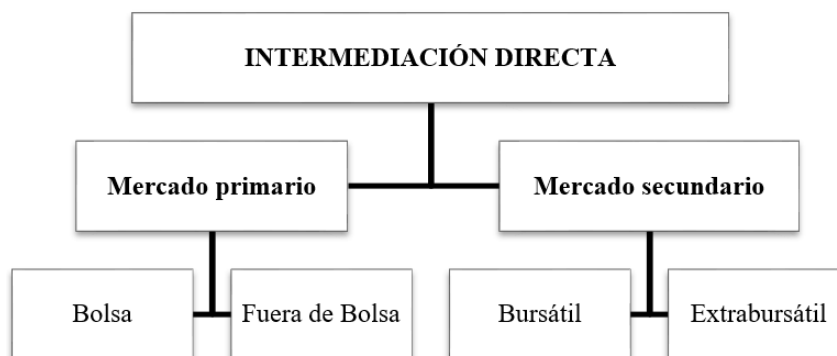 INTERMEDIACIÓN DIRECTA
Mercado primario
Mercado secundario
Bolsa
Fuera de Bolsa
Bursátil
Extrabursátil